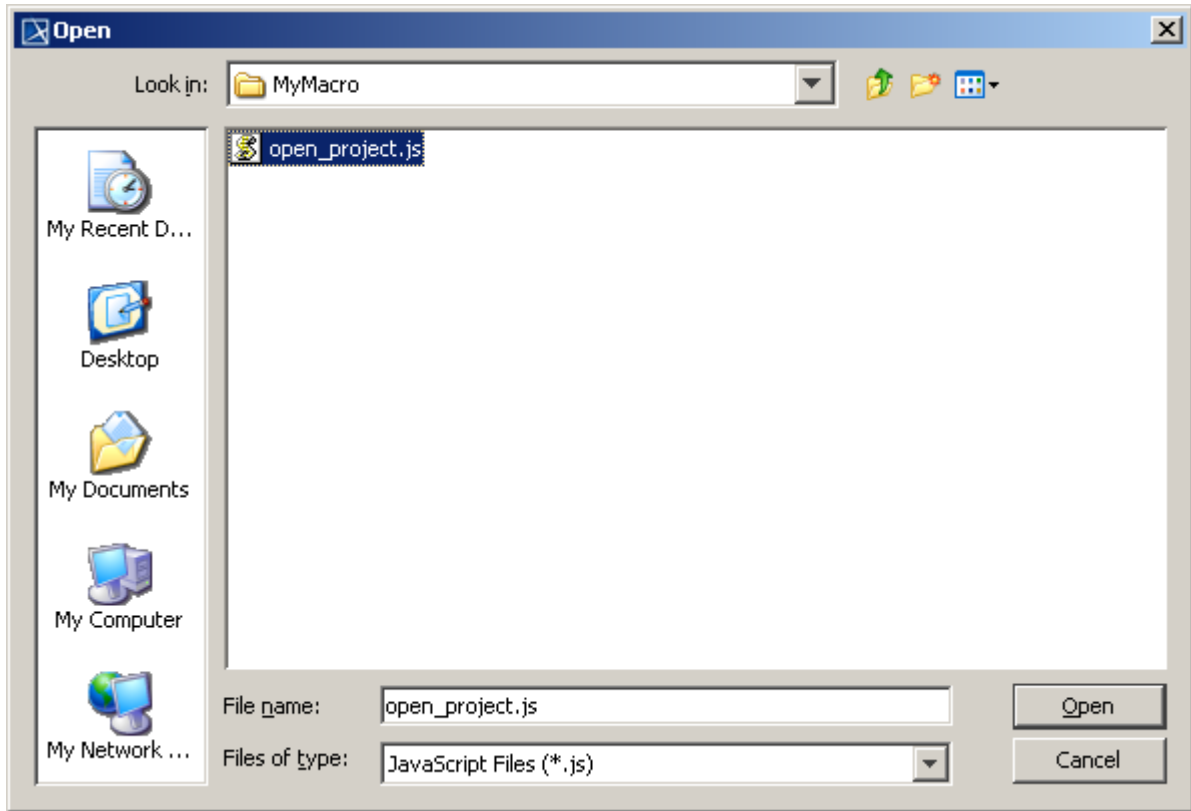 Open
Look in:
MyMacro
open_project.js
My Recent D...
Desktop
My Documents
My Computer
My Network ...
File name:
open_project.js
Open
Files of type:
JavaScript Files (*.js)
Cancel